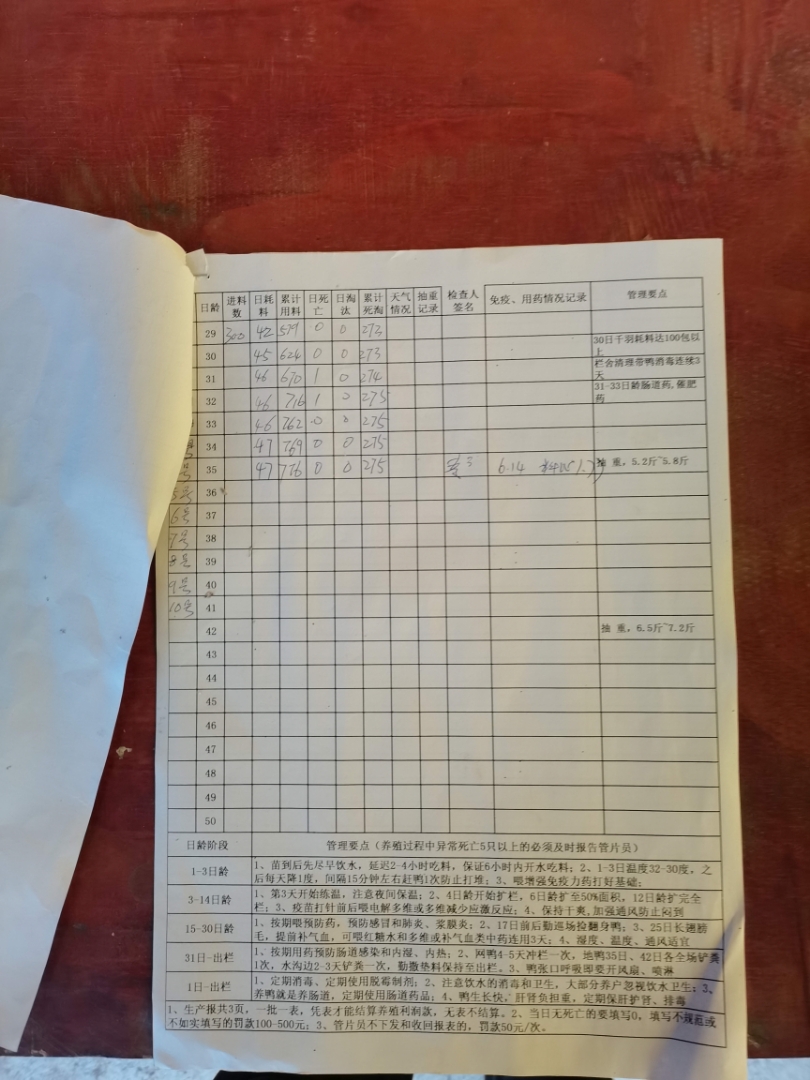 日龄 进料数 日耗料 累计用料 日死亡 日淘汰 累计死淘 天气情况 抽重记录 检查人签名 免疫、用药情况记录 管理要点
29 300 42 579 0 0 273
30 45 624 0 0 273 30日千羽耗料达100包以上
31 46 670 1 0 274 栏舍清理带鸭消毒连续3天
32 46 716 1 0 275 31-33日龄肠道药,催肥药
33 46 762 0 0 275
34 47 769 0 0 275
号 35 47 776 0 0 275 6.14 抽 重，5.2斤~5.8斤
5号 36
6号 37
7号 38
8号 39
9号 40
10号 41
42 抽 重，6.5斤~7.2斤
43
44
45
46
47
48
49
50
日龄阶段 管理要点（养殖过程中异常死亡5只以上的必须及时报告管片员）
1-3日龄 1、苗到后先尽早饮水，延迟2-4小时吃料，保证6小时内开水吃料；2、1-3日温度32-30度，之
后每天降1度，间隔15分钟左右赶鸭1次防止打堆；3、喂增强免疫力药打好基础；
3-14日龄 1、第3天开始练温，注意夜间保温；2、4日龄开始扩栏，6日龄扩至50%面积，12日龄扩完全
栏；3、疫苗打针前后喂电解多维或多维减少应激反应；4、保持干爽,加强通风防止闷到
15-30日龄 1、按期喂预防药，预防感冒和肺炎、浆膜炎；2、17日前后勤巡场捡翻身鸭；3、25日长翅膀
毛，提前补气血，可喂红糖水和多维或补气血类中药连用3天；4、湿度、温度、通风适宜
31日-出栏 1、按期用药预防肠道感染和内湿、内热；2、网鸭4-5天冲栏一次，地鸭35日、42日各全场铲粪
1次，水沟边2-3天铲粪一次，勤撒垫料保持至出栏。3、鸭张口呼吸即要开风扇、喷淋
1日-出栏 1、定期消毒、定期使用脱霉制剂；2、注意饮水的消毒和卫生，大部分养户忽视饮水卫生；3、
养鸭就是养肠道，定期使用肠道药品；4、鸭生长快，肝肾负担重，定期保肝护肾、排毒
1、生产报共3页，一批一表，凭表才能结算养殖利润款，无表不结算。2、当日无死亡的要填写0，填写不规范或
不如实填写的罚款100-500元；3、管片员不下发和收回报表的，罚款50元/次。